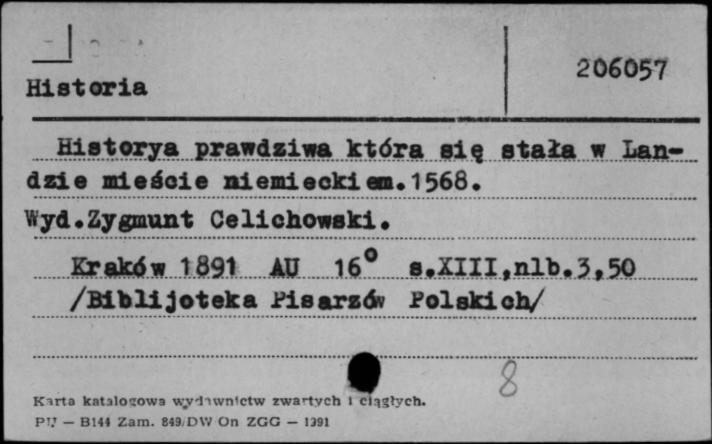 206057
Historia
Historya prawdziwa która się stała w Lan-
dzie mieście niemieckiem.1568.
Wyd.Zygmunt Celichowski.
Kraków 1891 AU 16° s.XIII,nlb.3,50
/Biblijoteka Pisarzów Polskich/
8
Karta katalogowa wydawnictw zwartych i ciągłych.
PU — B144 Zam. 849/DW On ZGG — 1391